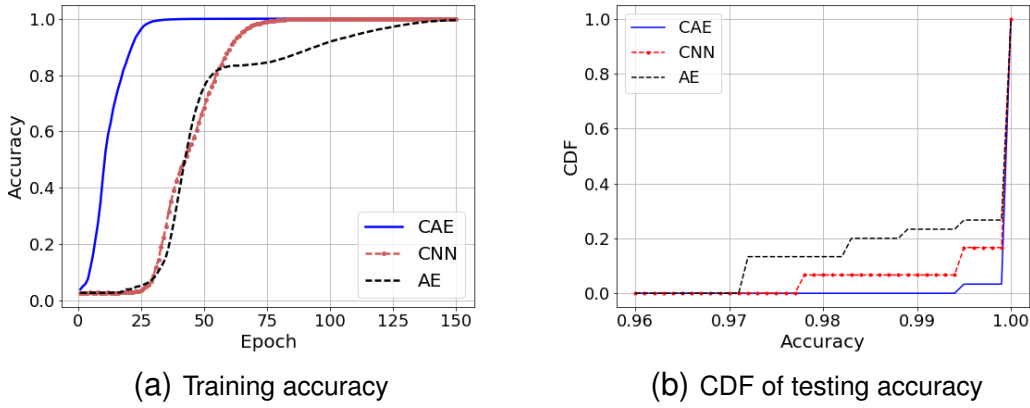 1.0
0.8
0.6
0.4
0.2
0.0
Accuracy
CAE
CNN
AE
0 25 50 75 100 125 150
Epoch
(a) Training accuracy
1.0
0.8
0.6
0.4
0.2
0.0
CDF
CAE
CNN
AE
0.96 0.97 0.98 0.99 1.00
Accuracy
(b) CDF of testing accuracy